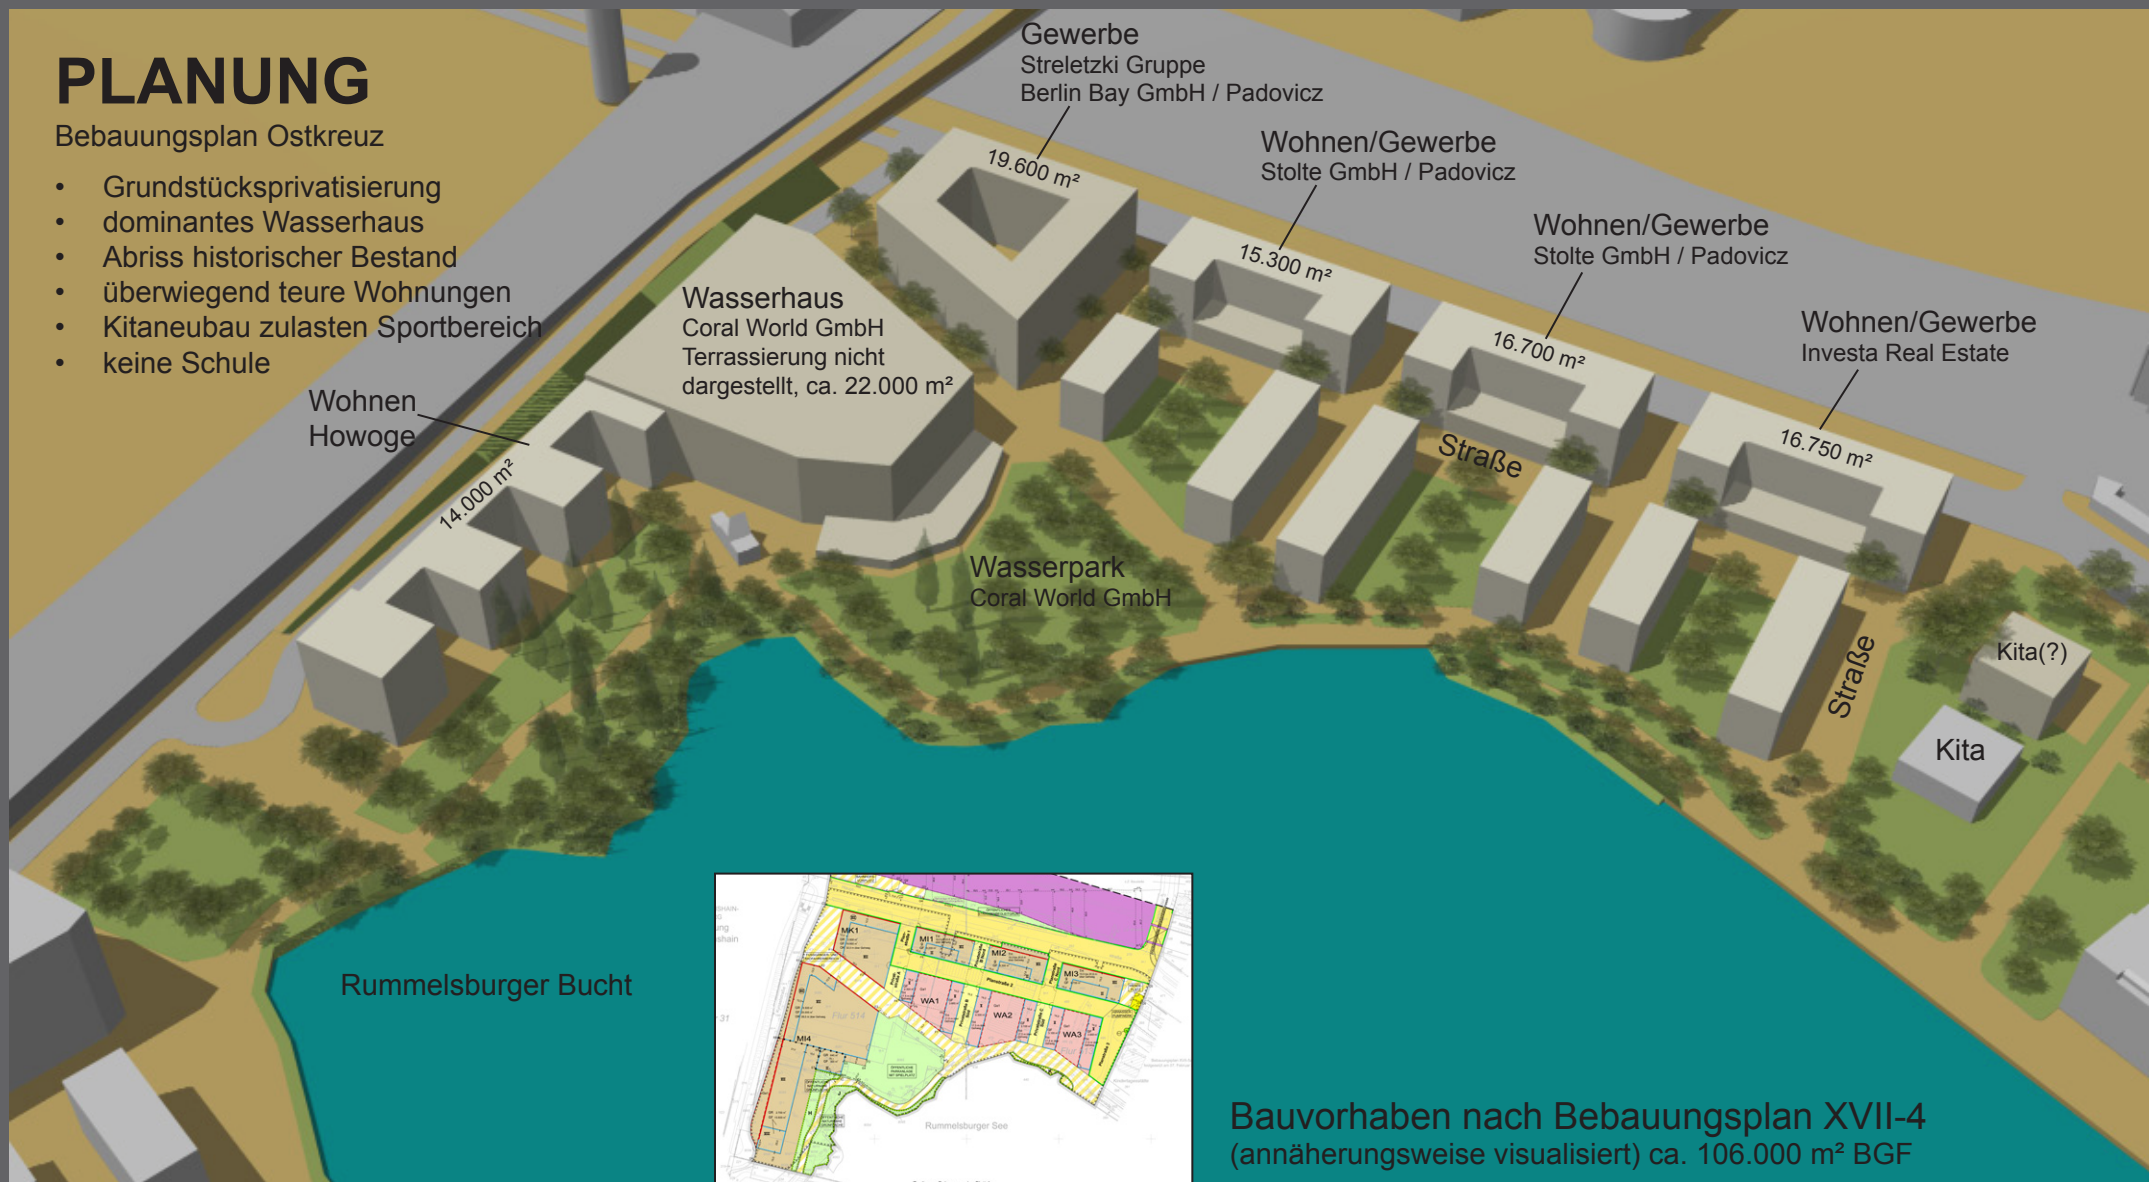 PLANUNG
Bebauungsplan Ostkreuz
• Grundstücksprivatisierung
• dominantes Wasserhaus
• Abriss historischer Bestand
• überwiegend teure Wohnungen
• Kitaneubau zulasten Sportbereich
• keine Schule
Gewerbe
Streletzki Gruppe
Berlin Bay GmbH / Padovicz
19.600 m²
Wohnen/Gewerbe
Stolte GmbH / Padovicz
15.300 m²
Wohnen/Gewerbe
Stolte GmbH / Padovicz
16.700 m²
Wohnen/Gewerbe
Investa Real Estate
16.750 m²
Wasserhaus
Coral World GmbH
Terrassierung nicht
dargestellt, ca. 22.000 m²
Wohnen
Howoge
14.000 m²
Straße
Wasserpark
Coral World GmbH
Straße
Kita(?)
Kita
Rummelsburger Bucht
MK1
MI1
MI2
MI3
Planstraße 2
WA1
WA2
WA3
Flur 514
MI4
Rummelsburger See
Bauvorhaben nach Bebauungsplan XVII-4
(annäherungsweise visualisiert) ca. 106.000 m² BGF